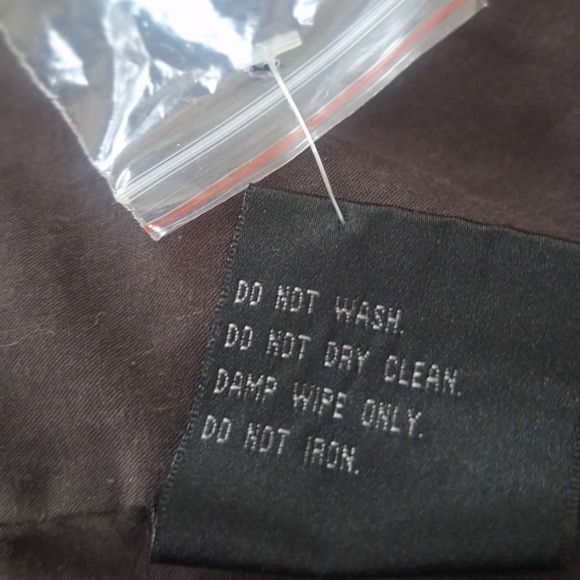 DO NOT WASH.
DO NOT DRY CLEAN.
DAMP WIPE ONLY.
DO NOT IRON.